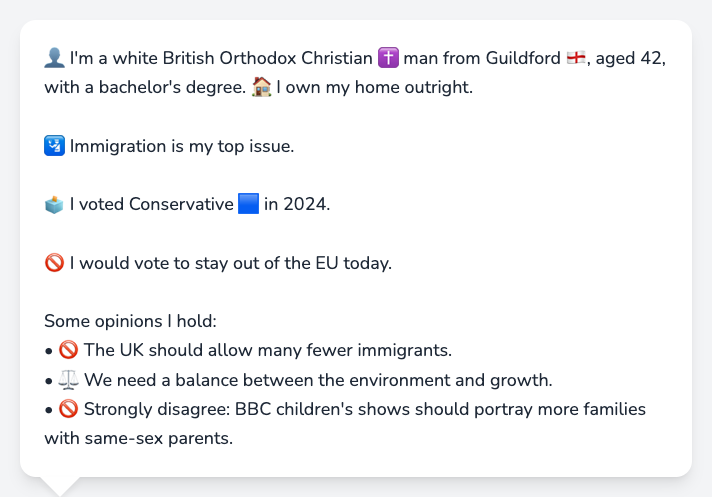 👤 I'm a white British Orthodox Christian ✝️ man from Guildford 🏴󠁧󠁢󠁥󠁮󠁧󠁿, aged 42,
with a bachelor's degree. 🏠 I own my home outright.
🛂 Immigration is my top issue.
🗳️ I voted Conservative 🟦 in 2024.
🚫 I would vote to stay out of the EU today.
Some opinions I hold:
• 🚫 The UK should allow many fewer immigrants.
• ⚖️ We need a balance between the environment and growth.
• 🚫 Strongly disagree: BBC children's shows should portray more families
with same-sex parents.